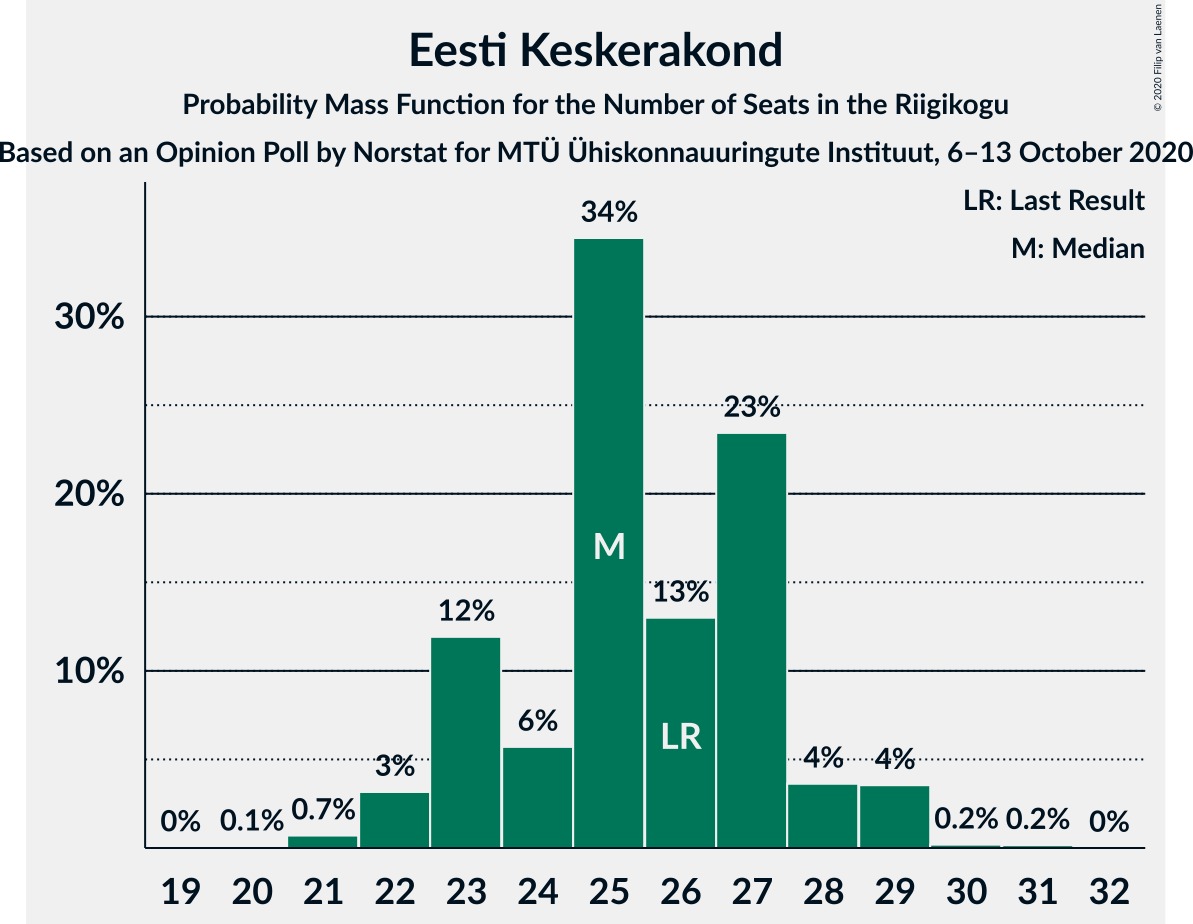 Eesti Keskerakond
Probability Mass Function for the Number of Seats in the Riigikogu
Based on an Opinion Poll by Norstat for MTÜ Ühiskonnauuringute Instituut, 6–13 October 2020
© 2020 Filip van Laenen
LR: Last Result
M: Median
34%
30%
23%
20%
M
13%
12%
10%
LR
6%
3%
4%
4%
0%
0.1%
0.7%
0.2%
0.2%
0%
19 20 21 22 23 24 25 26 27 28 29 30 31 32